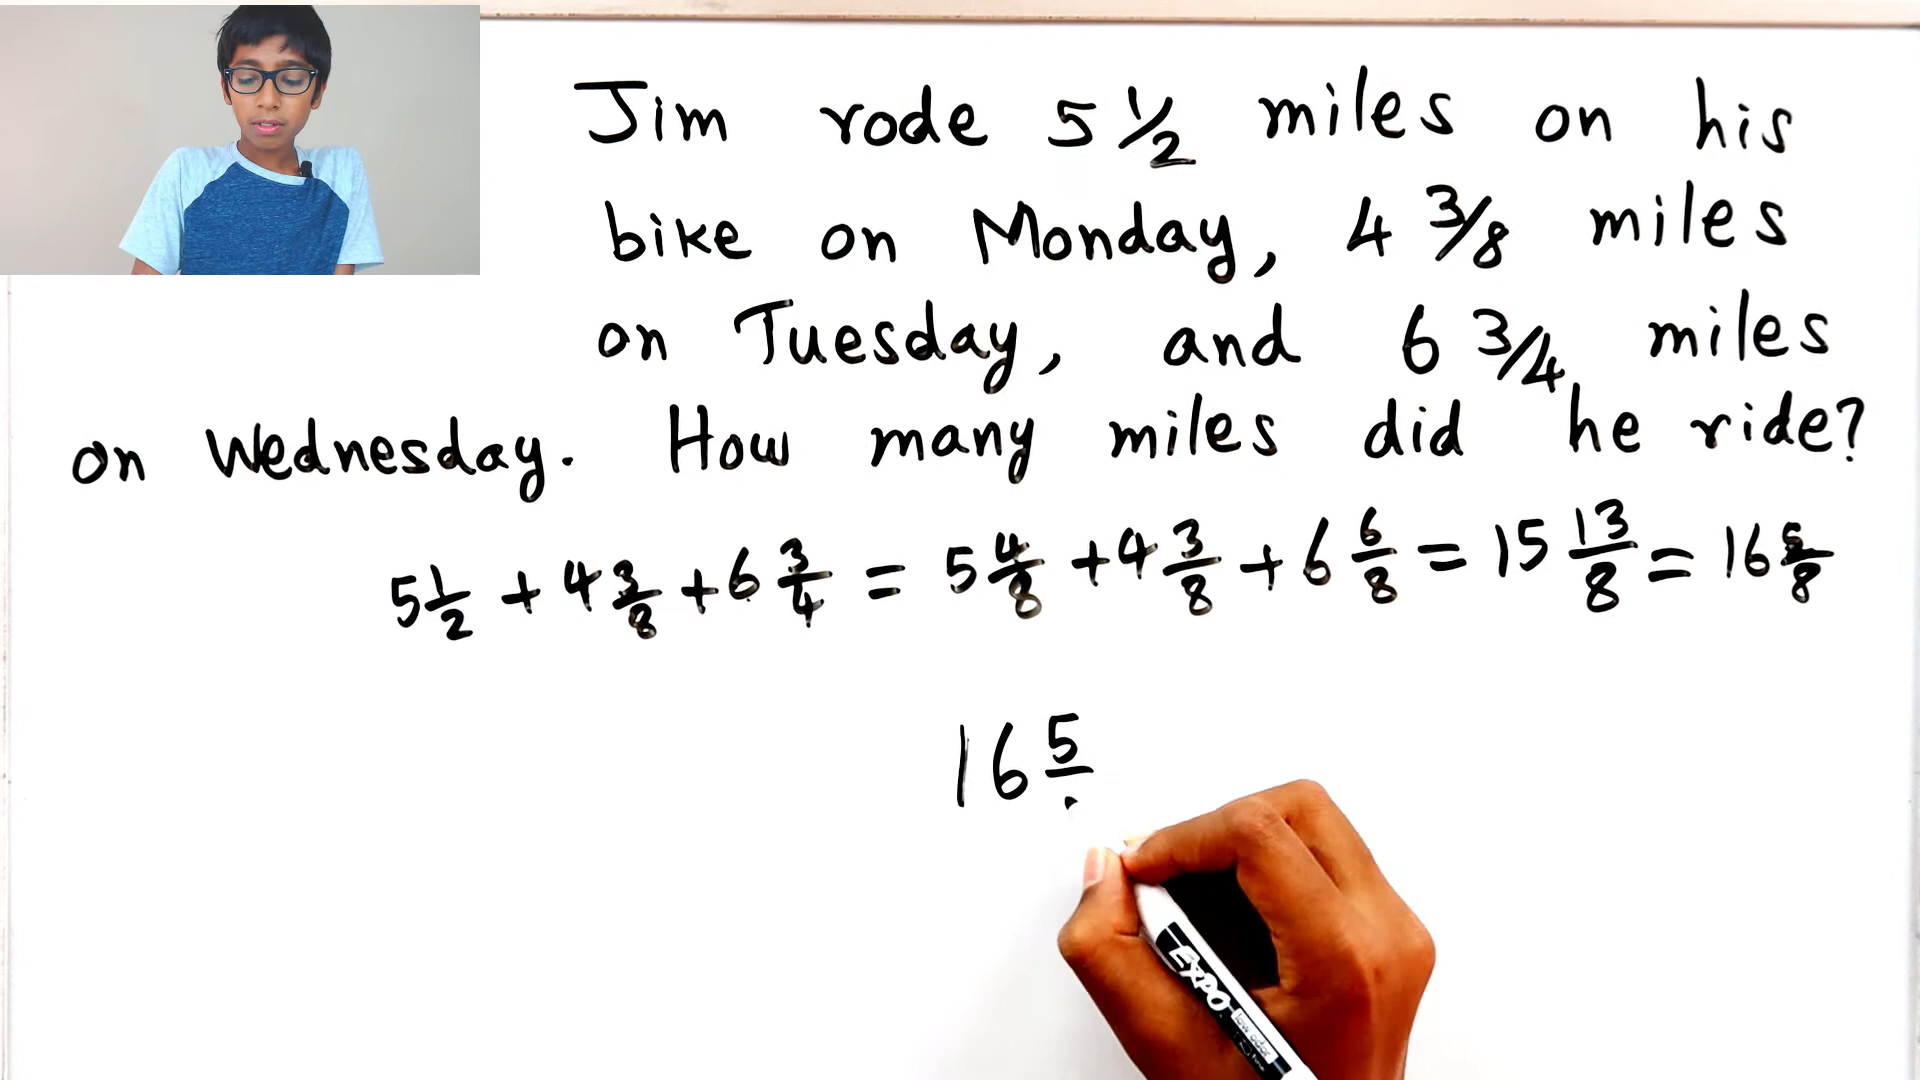 Jim rode 5 1/2 miles on his
bike on Monday, 4 3/8 miles
on Tuesday, and 6 3/4 miles
on Wednesday. How many miles did he ride?
5 1/2 + 4 3/8 + 6 3/4 = 5 4/8 + 4 3/8 + 6 6/8 = 15 13/8 = 16 5/8
16 5/
EXPO
low odor